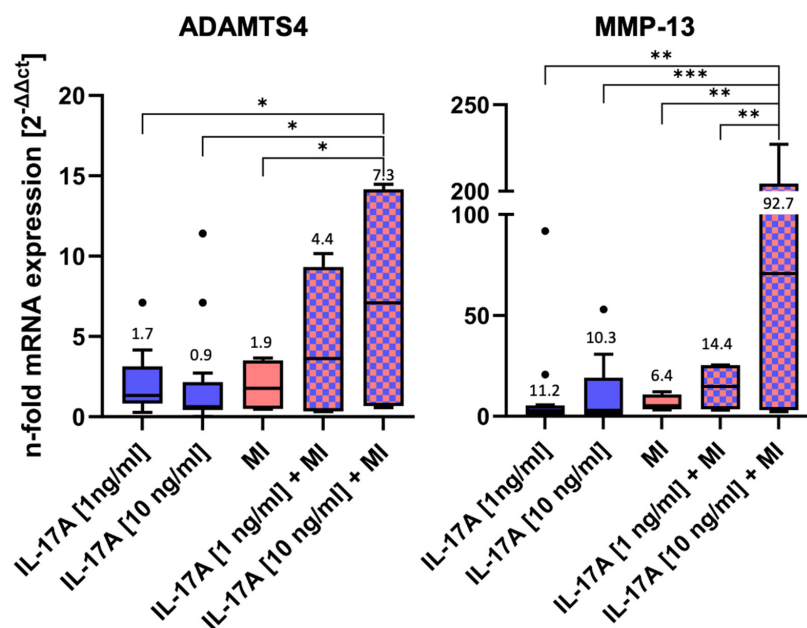 ADAMTS4
n-fold mRNA expression [2^-ΔΔct]
20
15
10
5
0
*
*
*
1.7
0.9
1.9
4.4
7.3
IL-17A [1ng/ml]
IL-17A [10 ng/ml]
MI
IL-17A [1 ng/ml] + MI
IL-17A [10 ng/ml] + MI
MMP-13
250
200
100
50
0
**
***
**
**
11.2
10.3
6.4
14.4
92.7
IL-17A [1ng/ml]
IL-17A [10 ng/ml]
MI
IL-17A [1 ng/ml] + MI
IL-17A [10 ng/ml] + MI